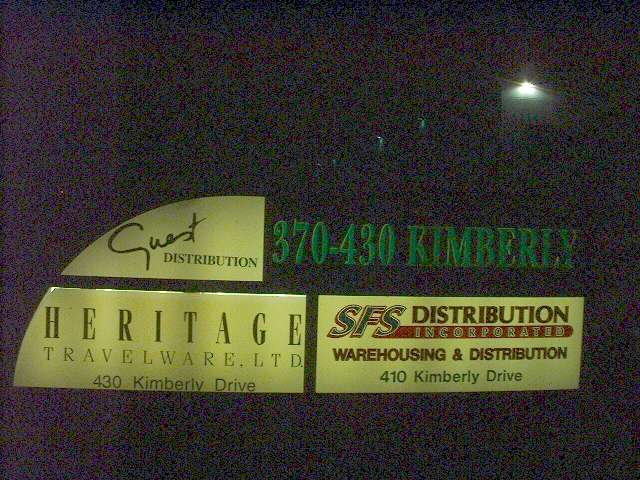 Guest
DISTRIBUTION
370-430 KIMBERLY
HERITAGE
TRAVELWARE, LTD.
430 Kimberly Drive
SFS DISTRIBUTION
INCORPORATED
WAREHOUSING & DISTRIBUTION
410 Kimberly Drive